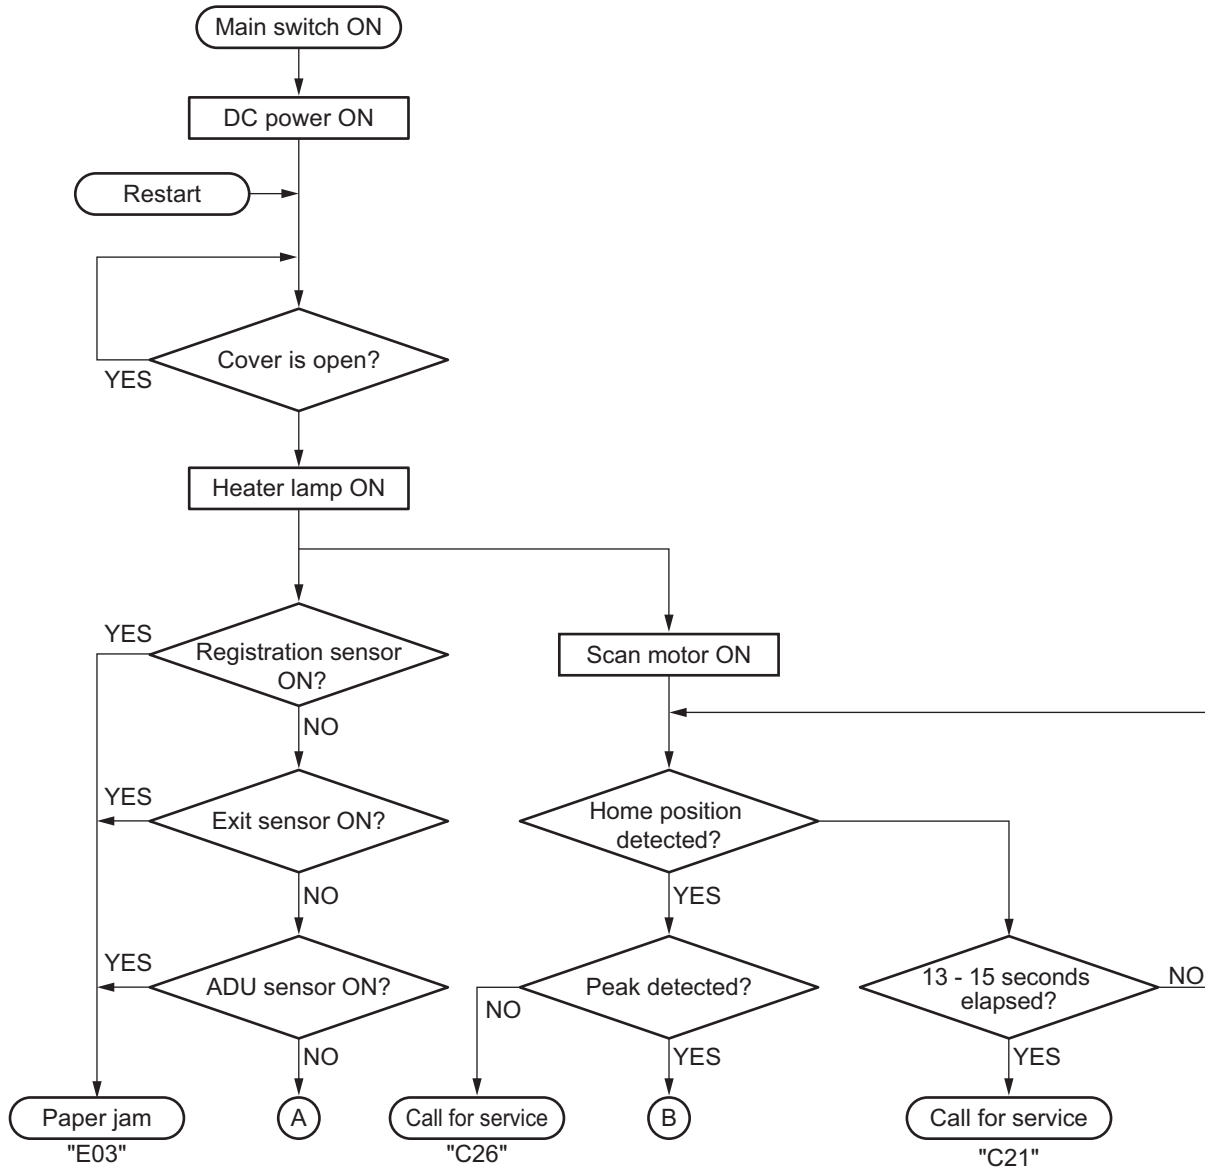 Main switch ON
DC power ON
Restart
Cover is open?
YES
Heater lamp ON
YES
Registration sensor
ON?
Scan motor ON
NO
YES
Exit sensor ON?
Home position
detected?
NO
YES
YES
ADU sensor ON?
Peak detected?
13 - 15 seconds
elapsed?
NO
NO
NO
YES
YES
Paper jam
A
Call for service
B
Call for service
"E03"
"C26"
"C21"